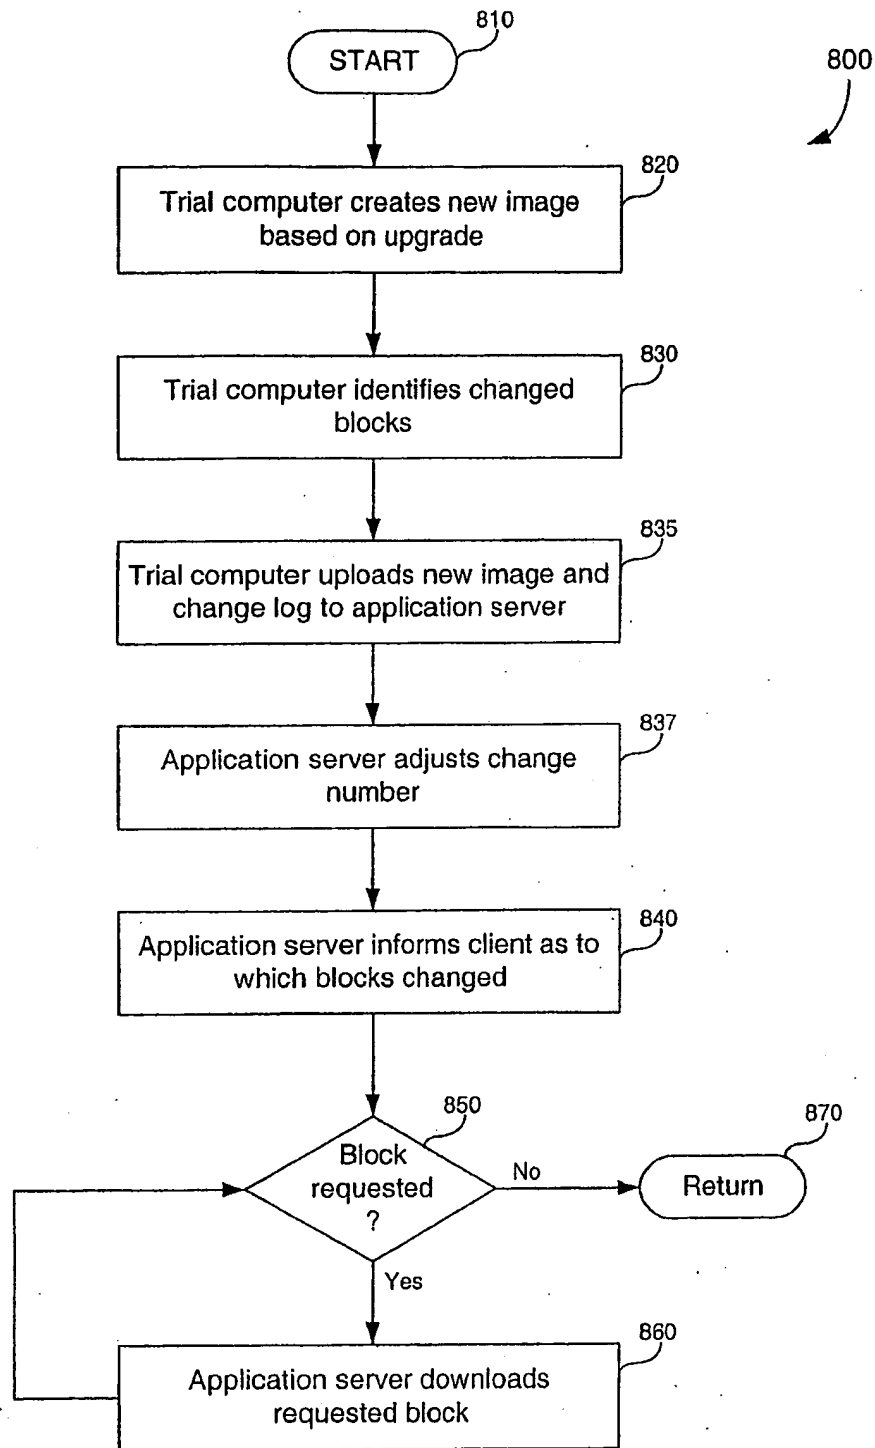 810
START
800
820
Trial computer creates new image
based on upgrade
830
Trial computer identifies changed
blocks
835
Trial computer uploads new image and
change log to application server
837
Application server adjusts change
number
840
Application server informs client as to
which blocks changed
850
870
Block
requested
?
No
Return
Yes
860
Application server downloads
requested block